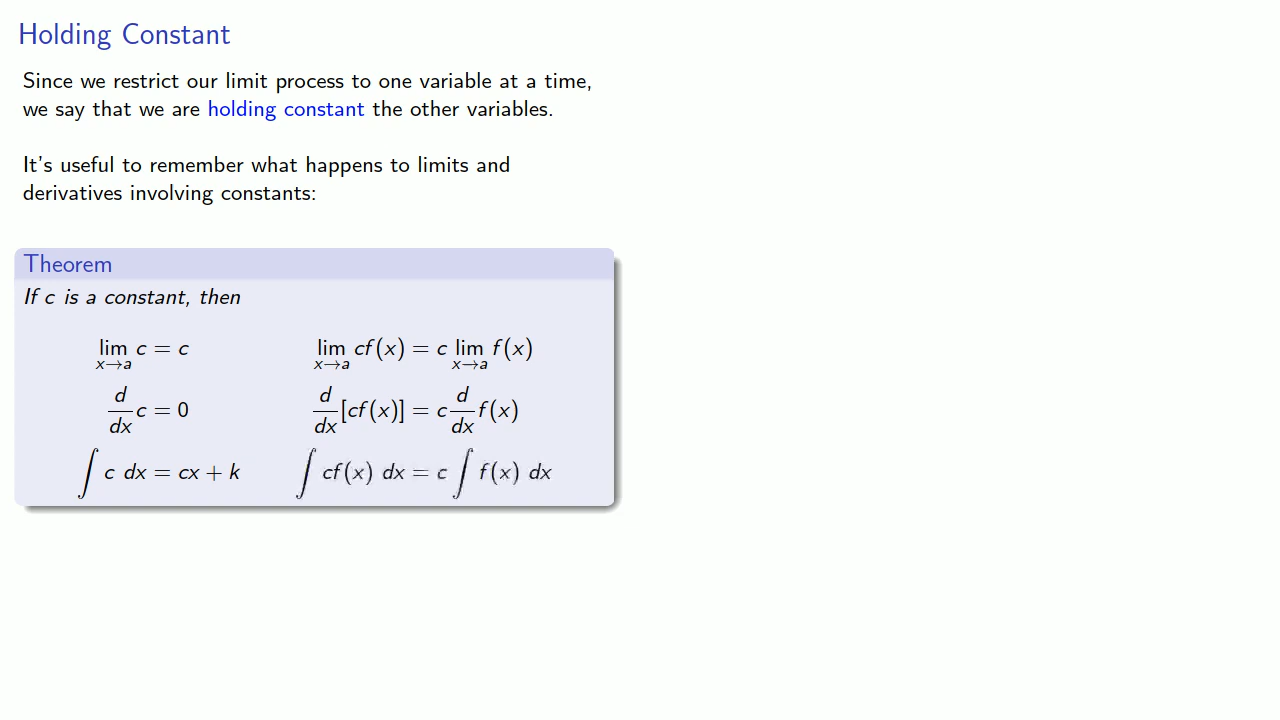 Holding Constant
Since we restrict our limit process to one variable at a time,
we say that we are holding constant the other variables.
It's useful to remember what happens to limits and
derivatives involving constants:
Theorem
If c is a constant, then
lim_{x→a} c = c    lim_{x→a} cf(x) = c lim_{x→a} f(x)
d/dx c = 0    d/dx [cf(x)] = c d/dx f(x)
∫ c dx = cx + k    ∫ cf(x) dx = c ∫ f(x) dx